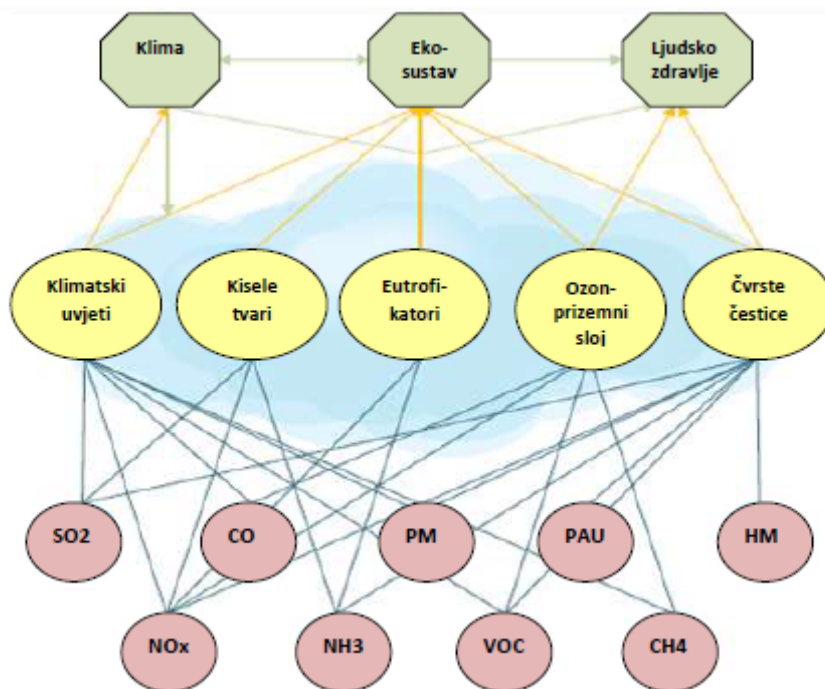 Klima
Eko-
sustav
Ljudsko
zdravlje
Klimatski
uvjeti
Kisele
tvari
Eutrofi-
katori
Ozon-
prizemni
sloj
Čvrste
čestice
SO2
CO
PM
PAU
HM
NOx
NH3
VOC
CH4